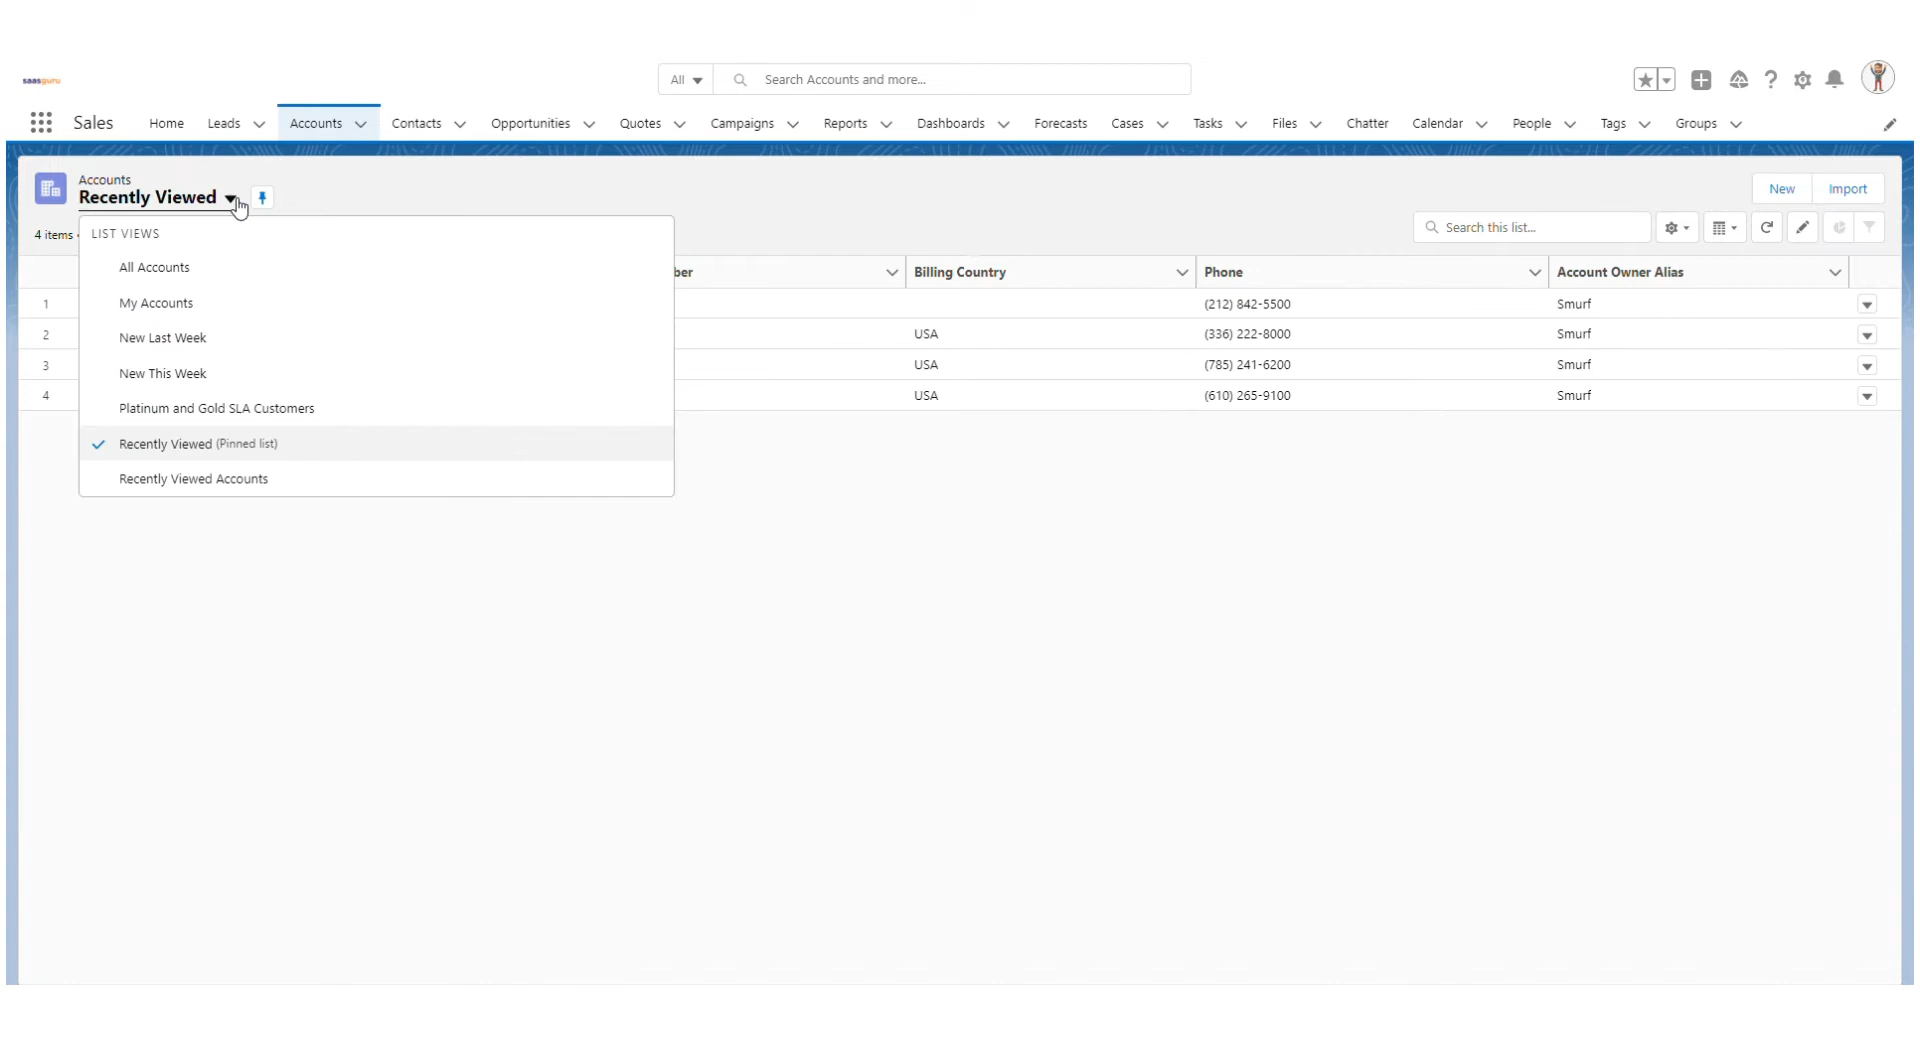 saasguru
All
Search Accounts and more...
Sales Home Leads Accounts Contacts Opportunities Quotes Campaigns Reports Dashboards Forecasts Cases Tasks Files Chatter Calendar People Tags Groups
Accounts
Recently Viewed
New Import
4 items •
Search this list...
LIST VIEWS
All Accounts
My Accounts
New Last Week
New This Week
Platinum and Gold SLA Customers
Recently Viewed (Pinned list)
Recently Viewed Accounts
ber Billing Country Phone Account Owner Alias
1 (212) 842-5500 Smurf
2 USA (336) 222-8000 Smurf
3 USA (785) 241-6200 Smurf
4 USA (610) 265-9100 Smurf